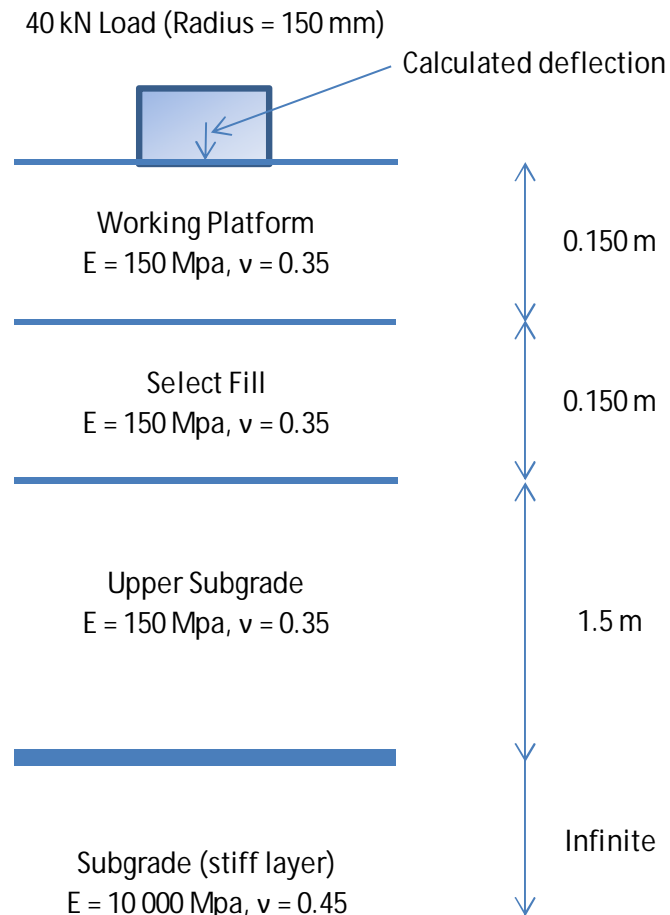 40 kN Load (Radius = 150 mm)
Calculated deflection
Working Platform
E = 150 Mpa, ν = 0.35
0.150 m
Select Fill
E = 150 Mpa, ν = 0.35
0.150 m
Upper Subgrade
E = 150 Mpa, ν = 0.35
1.5 m
Infinite
Subgrade (stiff layer)
E = 10 000 Mpa, ν = 0.45